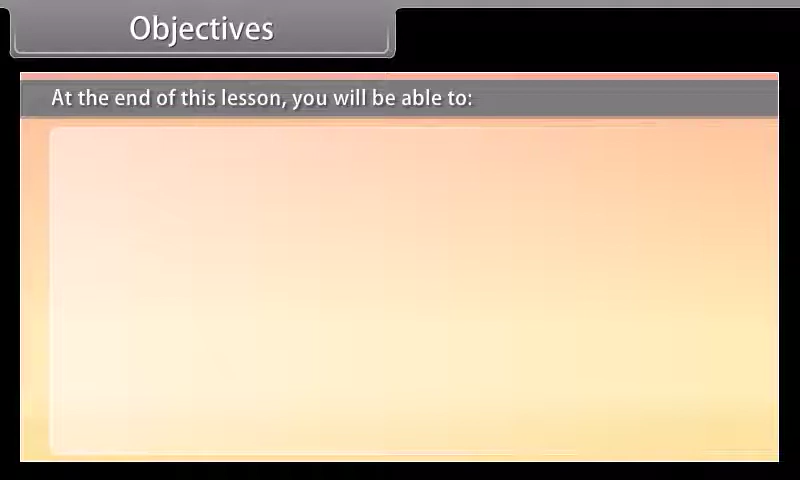 Objectives
At the end of this lesson, you will be able to: